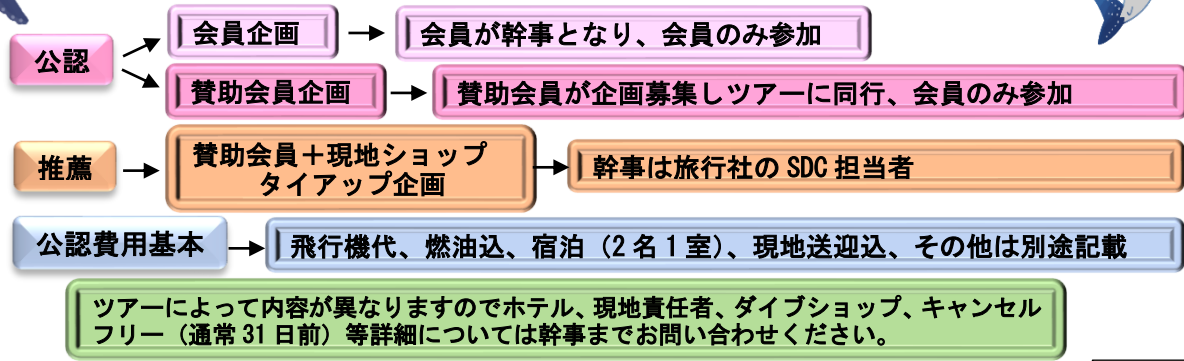 公認
会員企画
会員が幹事となり、会員のみ参加
賛助会員企画
賛助会員が企画募集しツアーに同行、会員のみ参加
推薦
賛助会員＋現地ショップ
タイアップ企画
幹事は旅行社の SDC 担当者
公認費用基本
飛行機代、燃油込、宿泊（2 名 1 室）、現地送迎込、その他は別途記載
ツアーによって内容が異なりますのでホテル、現地責任者、ダイブショップ、キャンセル
フリー（通常 31 日前）等詳細については幹事までお問い合わせください。